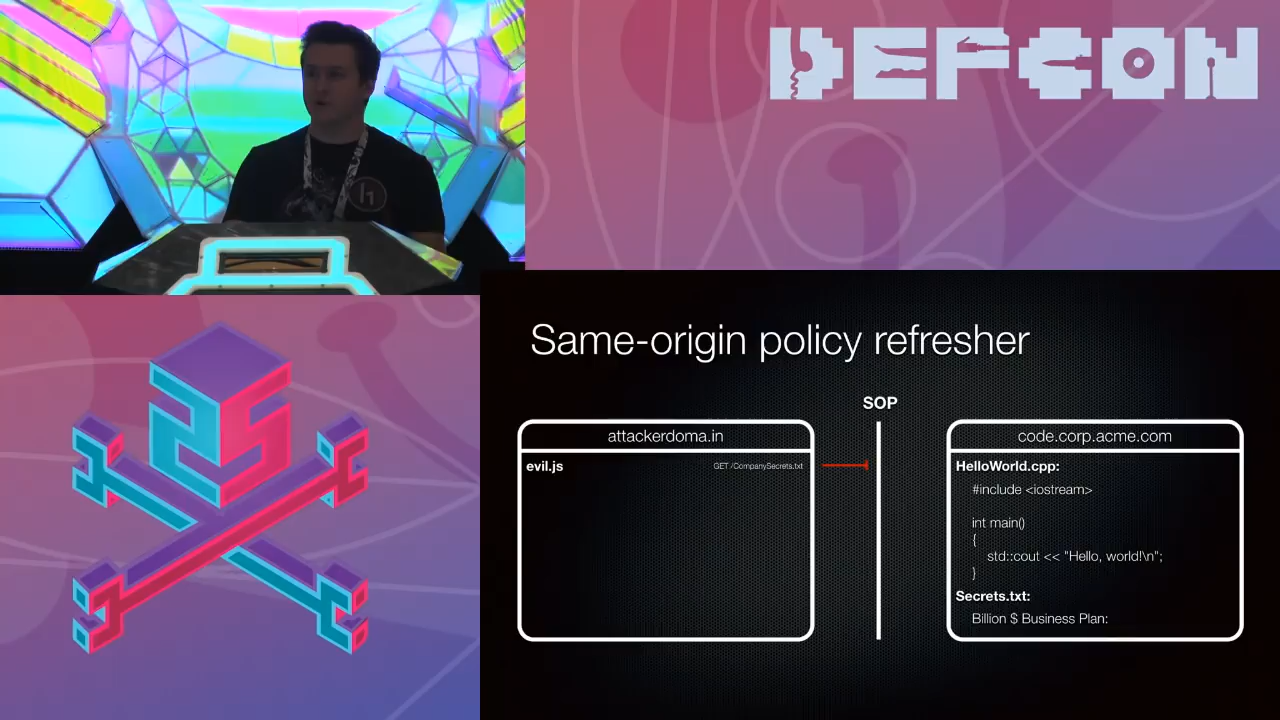 DEFCON
Same-origin policy refresher
SOP
attackerdoma.in
evil.js
GET /CompanySecrets.txt
code.corp.acme.com
HelloWorld.cpp:
#include <iostream>
int main()
{
std::cout << "Hello, world!\n";
}
Secrets.txt:
Billion $ Business Plan: